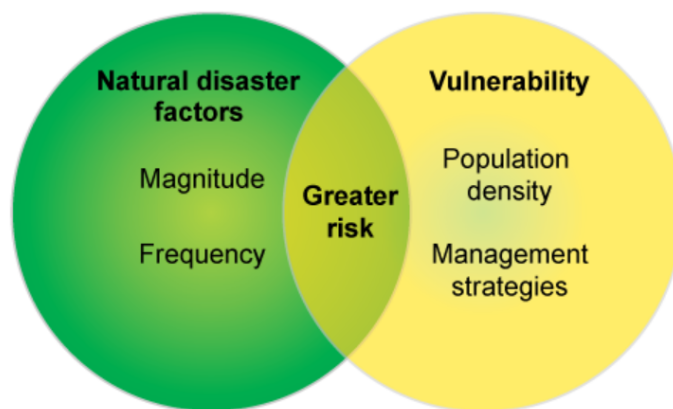 Natural disaster
factors
Magnitude
Frequency
Greater
risk
Vulnerability
Population
density
Management
strategies